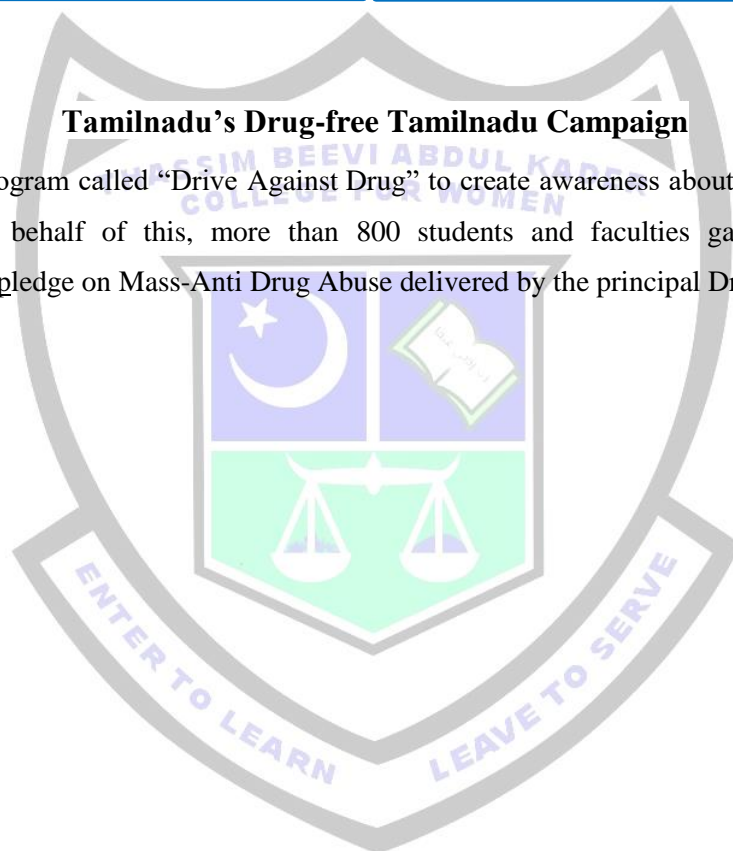 Tamilnadu’s Drug-free Tamilnadu Campaign
ogram called “Drive Against Drug” to create awareness about
behalf of this, more than 800 students and faculties ga
pledge on Mass-Anti Drug Abuse delivered by the principal Dr
BEEVI ABDUL KADER
COLLEGE FOR WOMEN
ENTER TO LEARN
LEAVE TO SERVE